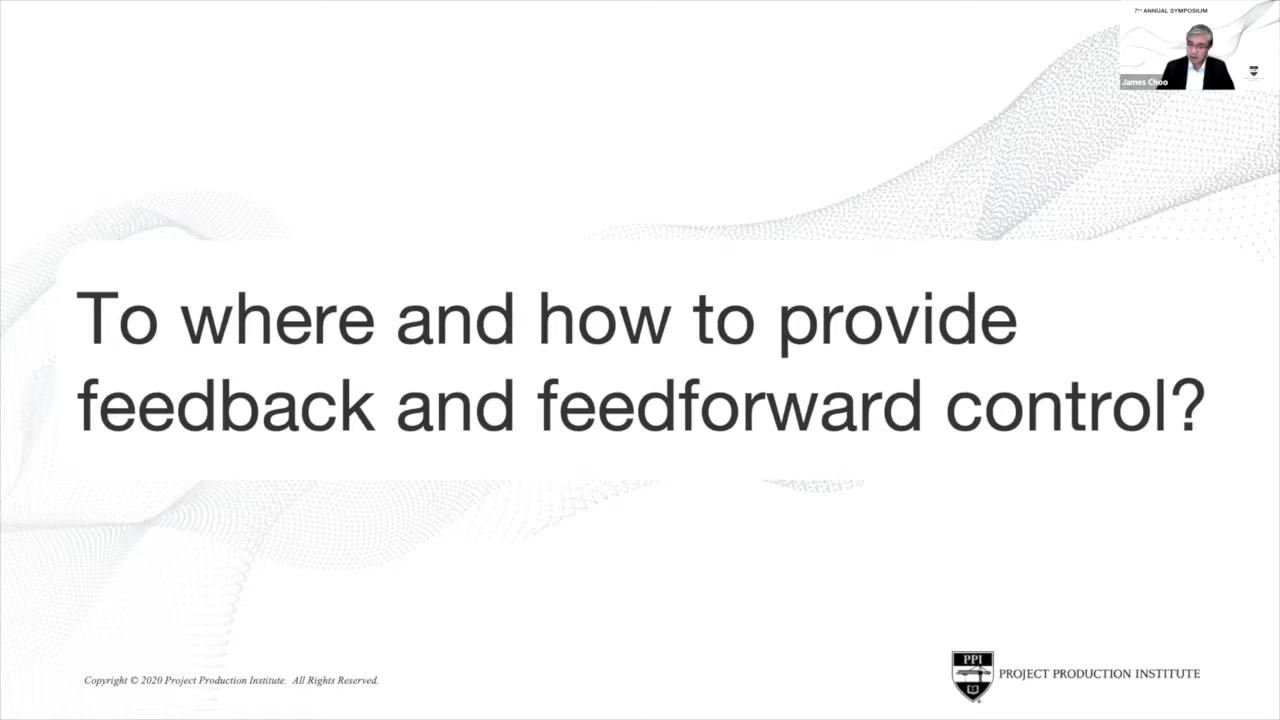 7TH ANNUAL SYMPOSIUM
James Choo
To where and how to provide
feedback and feedforward control?
Copyright © 2020 Project Production Institute. All Rights Reserved.
PPI
PROJECT PRODUCTION INSTITUTE